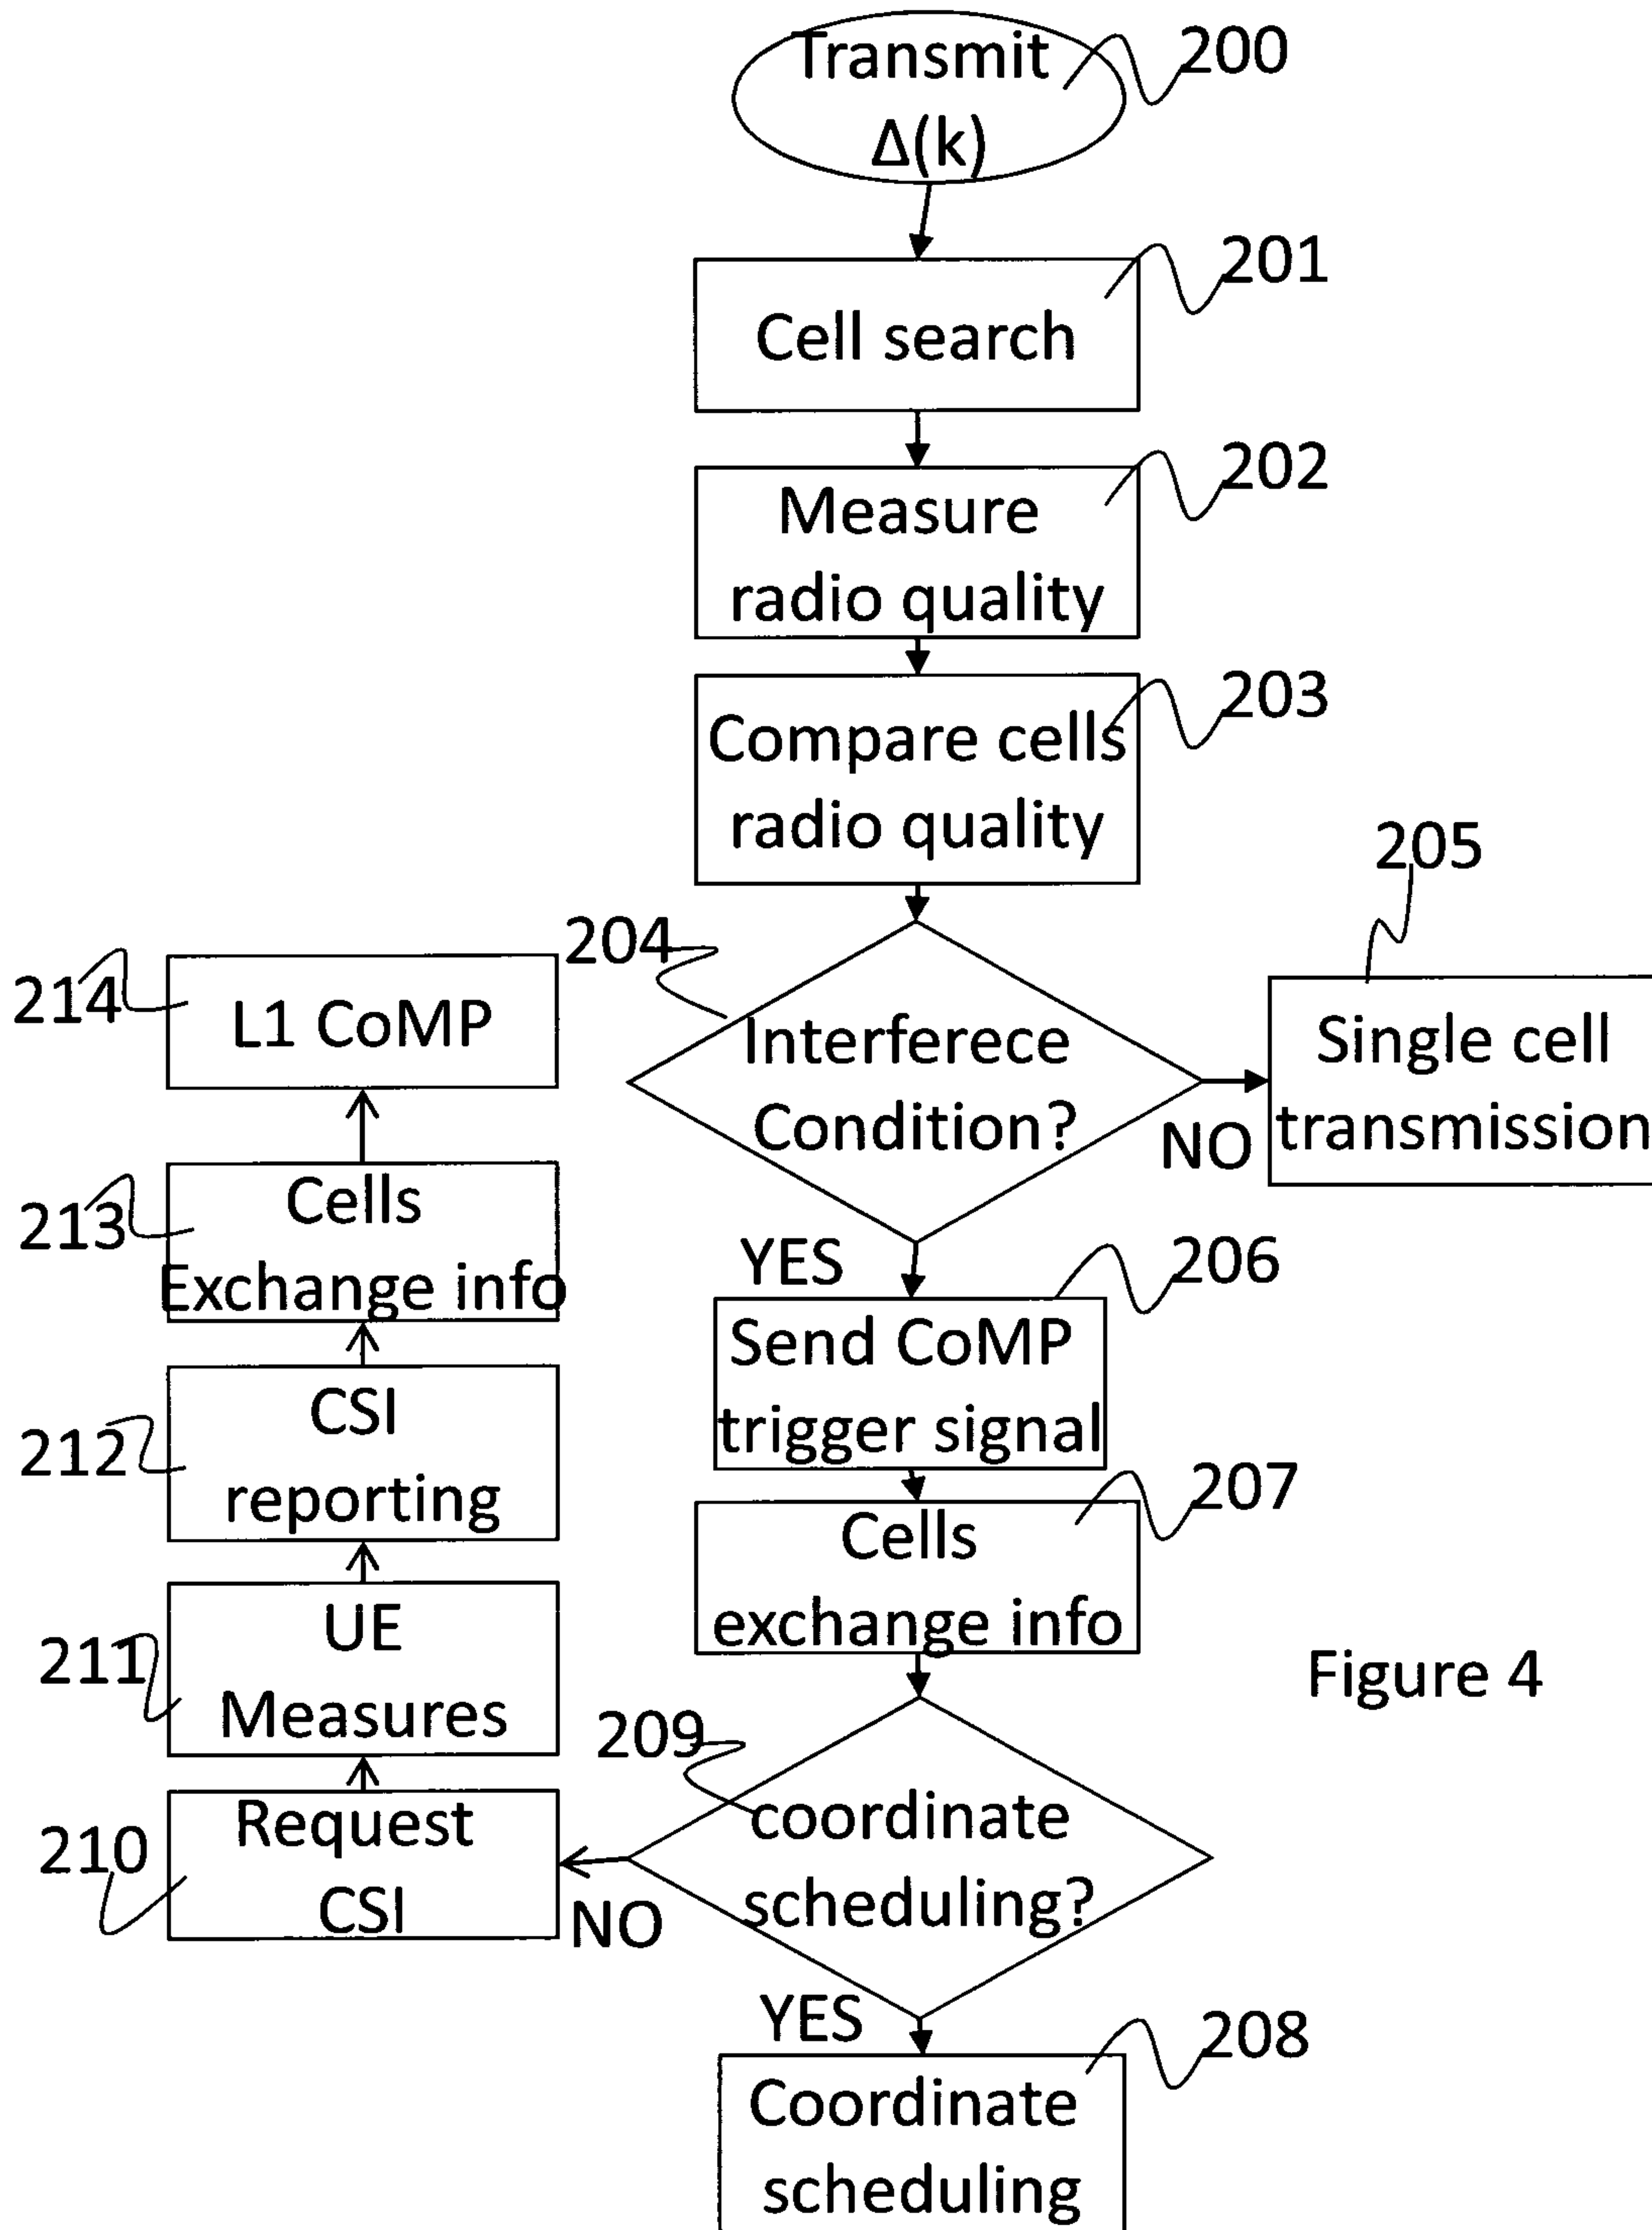 Transmit
Δ(k)
200
Cell search
201
Measure
radio quality
202
Compare cells
radio quality
203
204
Interferece
Condition?
NO
YES
205
Single cell
transmission
Send CoMP
trigger signal
206
Cells
exchange info
207
209
coordinate
scheduling?
NO
YES
Coordinate
scheduling
208
Request
CSI
210
UE
Measures
211
CSI
reporting
212
Cells
Exchange info
213
L1 CoMP
214
Figure 4